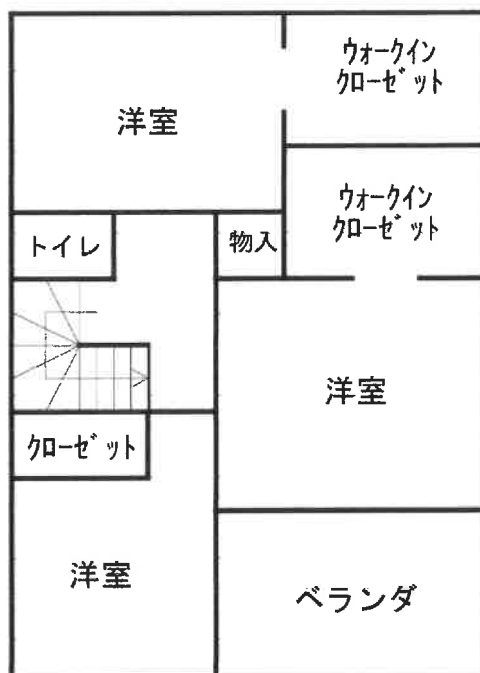 ウォークイン
クローゼット
洋室
ウォークイン
クローゼット
トイレ
物入
洋室
クローゼット
洋室
ベランダ